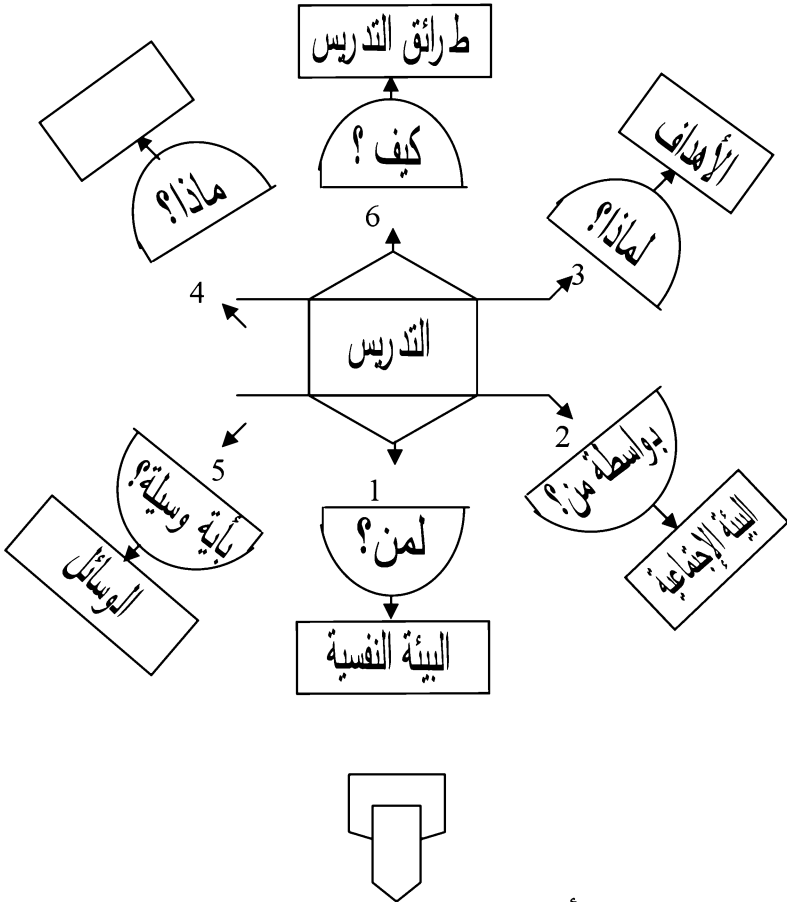 طرائق التدريس
كيف ؟
6
الأهداف
لماذا؟
3
ماذا؟
4
التدريس
2
بواسطة من؟
البيئة الإجتماعية
5
بأية وسيلة؟
الوسائل
1
لمن؟
البيئة النفسية